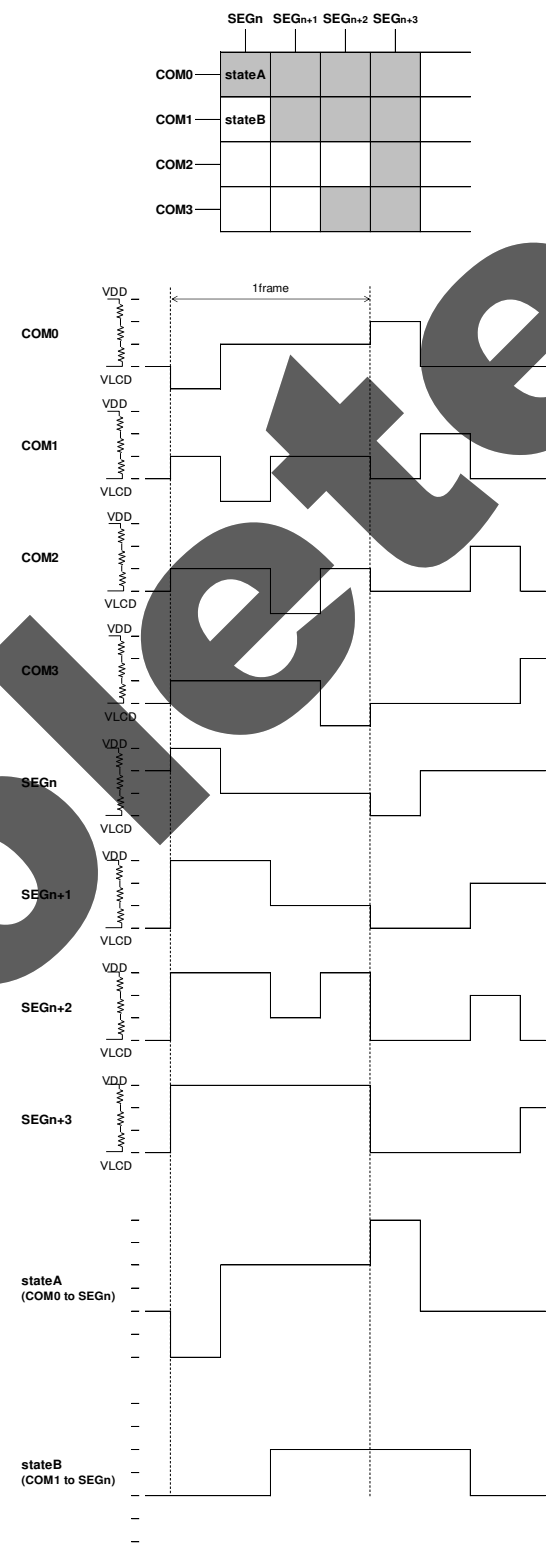 SEGn SEGn+1 SEGn+2 SEGn+3
COM0 stateA
COM1 stateB
COM2
COM3
1frame
VDD
COM0
VLCD
VDD
COM1
VLCD
VDD
COM2
VLCD
VDD
COM3
VLCD
VDD
SEGn
VLCD
VDD
SEGn+1
VLCD
VDD
SEGn+2
VLCD
VDD
SEGn+3
VLCD
stateA
(COM0 to SEGn)
stateB
(COM1 to SEGn)
olete